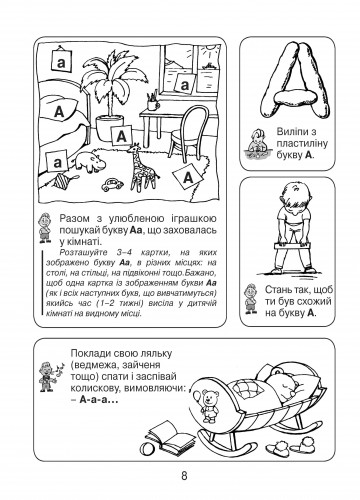 а
а
А
А
а
А
Разом з улюбленою іграшкою
пошукай букву Аа, що заховалась
у кімнаті.
Розташуйте 3–4 картки, на яких
зображено букву Аа, в різних місцях: на
столі, на стільці, на підвіконні тощо. Бажано,
щоб одна картка із зображенням букви Аа
(як і всіх наступних букв, що вивчатимуться)
якийсь час (1–2 тижні) висіла у дитячій
кімнаті на видному місці.
А
Виліпи з
пластиліну
букву А.
Стань так, щоб
ти був схожий
на букву А.
Поклади свою ляльку
(ведмежа, зайченя
тощо) спати і заспівай
колискову, вимовляючи:
– А-а-а...
8